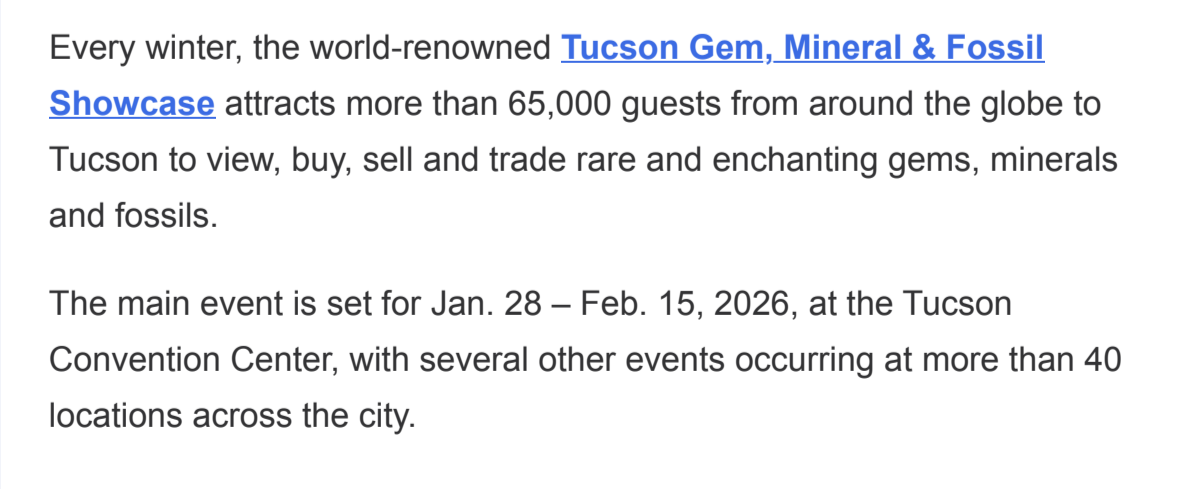 Every winter, the world-renowned Tucson Gem, Mineral & Fossil
Showcase attracts more than 65,000 guests from around the globe to
Tucson to view, buy, sell and trade rare and enchanting gems, minerals
and fossils.
The main event is set for Jan. 28 – Feb. 15, 2026, at the Tucson
Convention Center, with several other events occurring at more than 40
locations across the city.